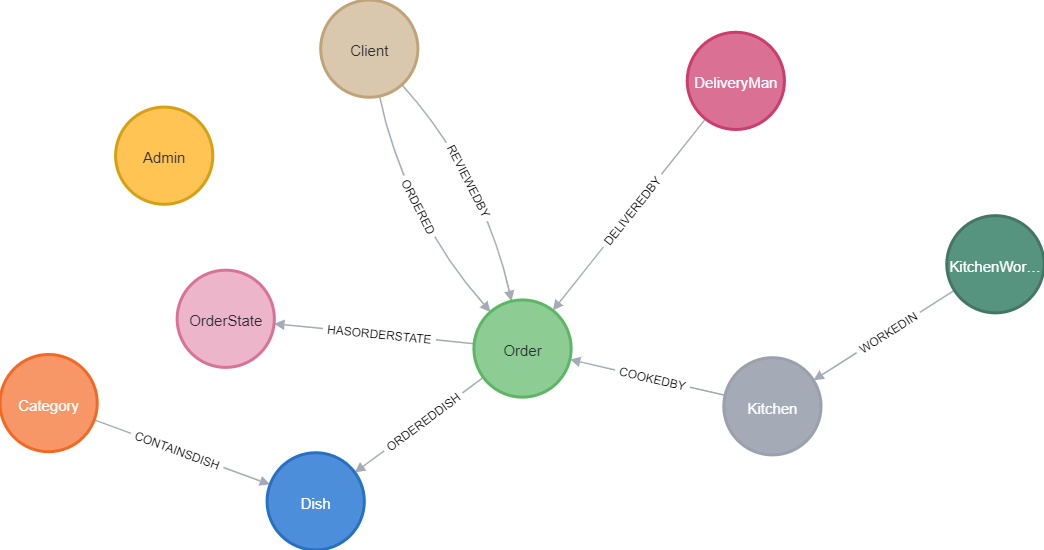 Client
DeliveryMan
Admin
REVIEWEDBY
ORDERED
DELIVEREDBY
KitchenWor...
OrderState
HASORDERSTATE
WORKEDIN
Order
COOKEDBY
Category
Kitchen
ORDEREDDISH
CONTAINSDISH
Dish